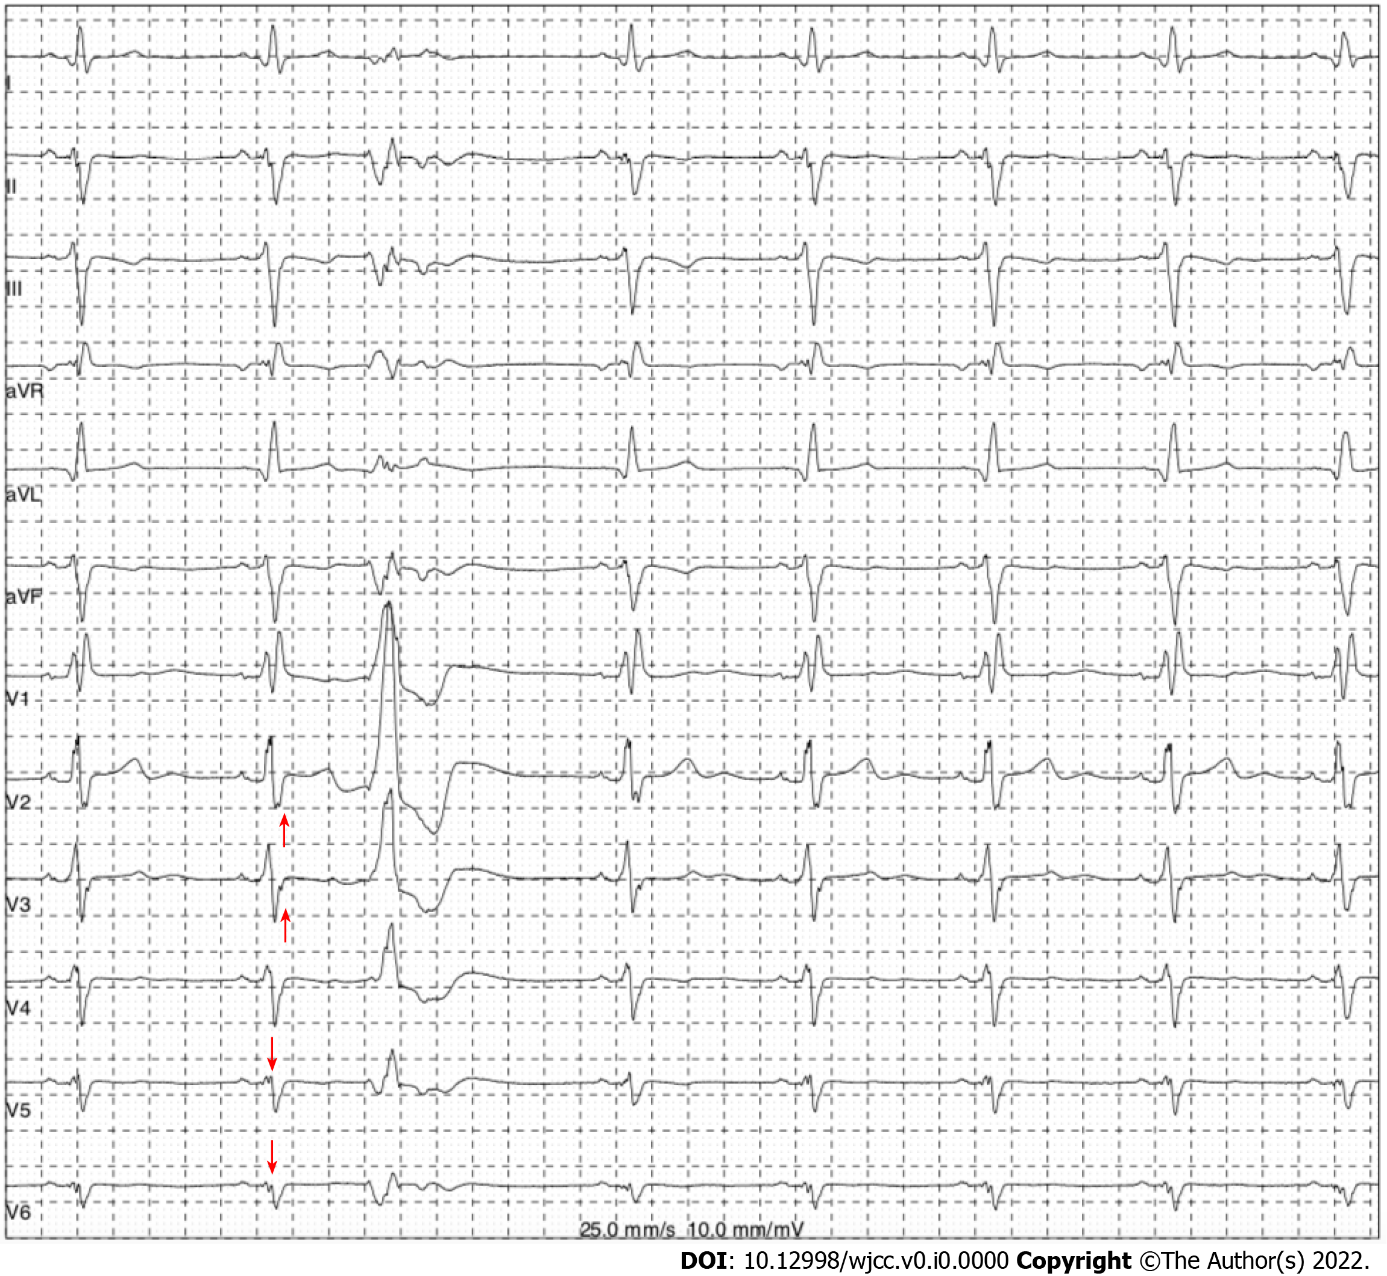 I
II
III
aVR
aVL
aVF
V1
V2
V3
V4
V5
V6
25.0 mm/s 10.0 mm/mV
DOI: 10.12998/wjcc.v0.i0.0000 Copyright ©The Author(s) 2022.